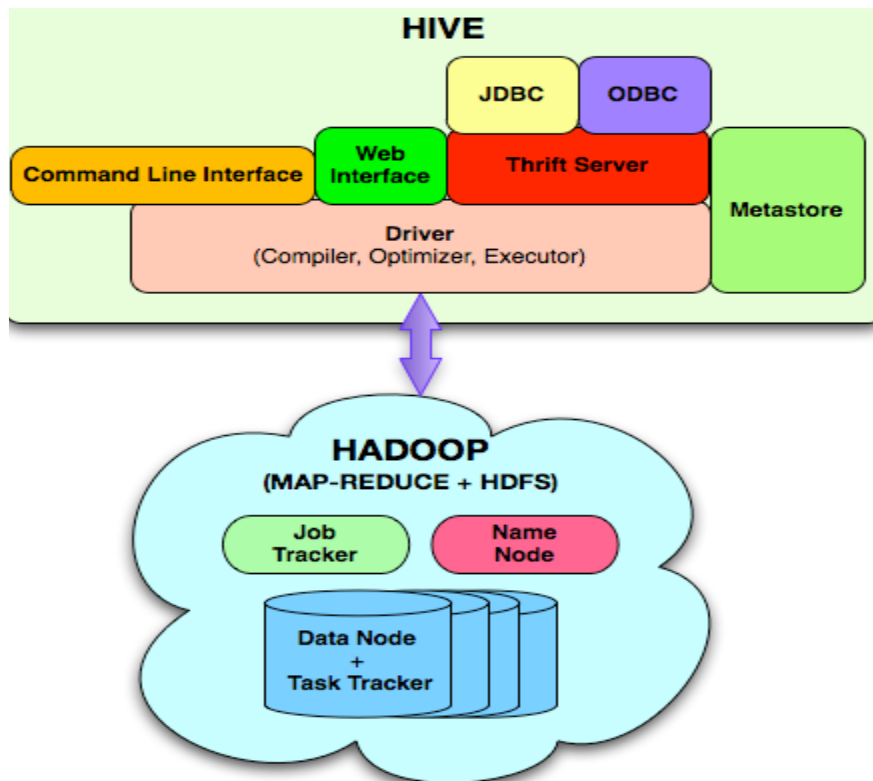 HIVE
JDBC
ODBC
Command Line Interface
Web
Interface
Thrift Server
Metastore
Driver
(Compiler, Optimizer, Executor)
HADOOP
(MAP-REDUCE + HDFS)
Job
Tracker
Name
Node
Data Node
+
Task Tracker